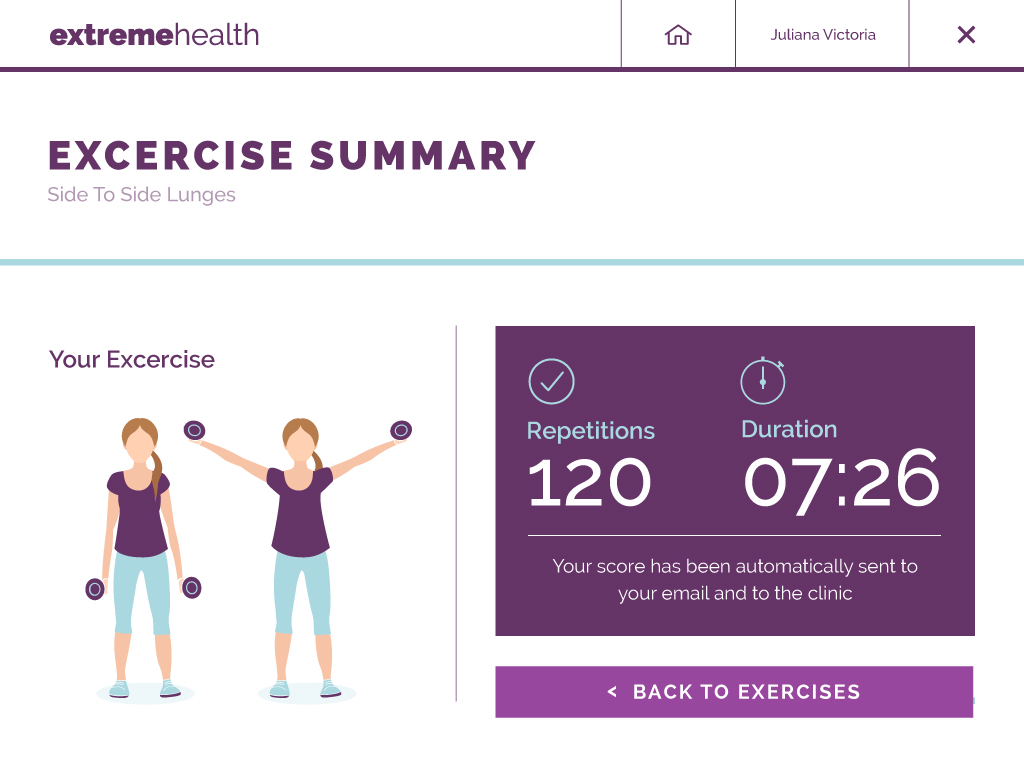 extremehealth
Juliana Victoria
EXCERCISE SUMMARY
Side To Side Lunges
Your Excercise
Repetitions
120
Duration
07:26
Your score has been automatically sent to
your email and to the clinic
< BACK TO EXERCISES